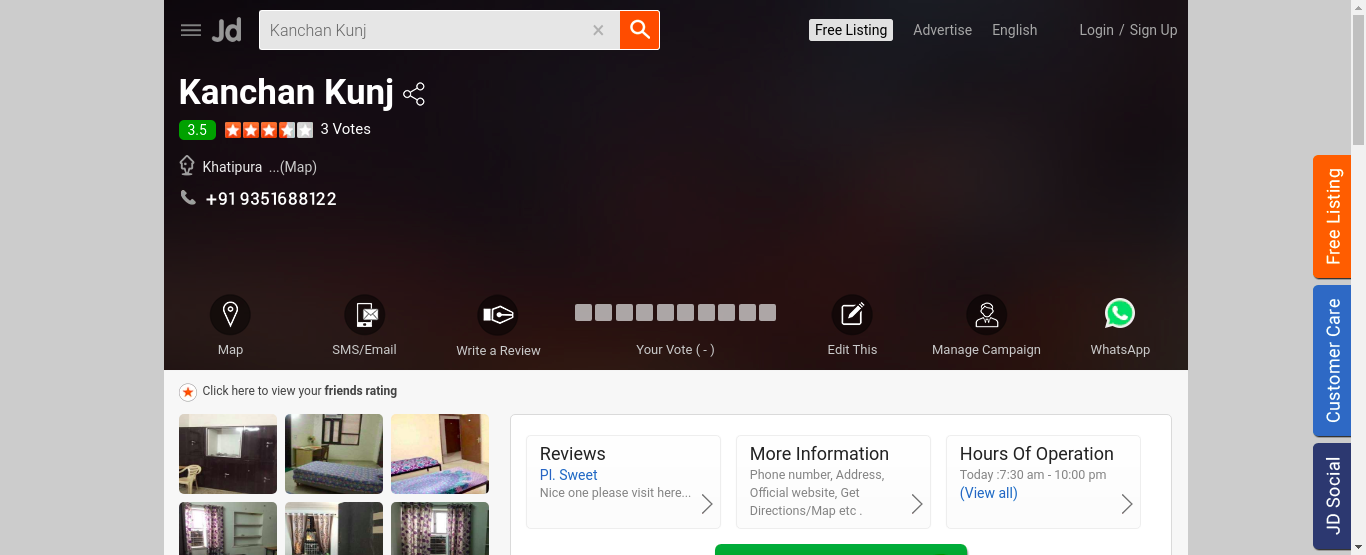 Jd
Kanchan Kunj
Free Listing
Advertise
English
Login / Sign Up
Kanchan Kunj
3.5
3 Votes
Khatipura ...(Map)
+91 9351688122
Map
SMS/Email
Write a Review
Your Vote ( - )
Edit This
Manage Campaign
WhatsApp
Click here to view your friends rating
Reviews
Pl. Sweet
Nice one please visit here...
More Information
Phone number, Address,
Official website, Get
Directions/Map etc .
Hours Of Operation
Today :7:30 am - 10:00 pm
(View all)
Free Listing
Customer Care
JD Social